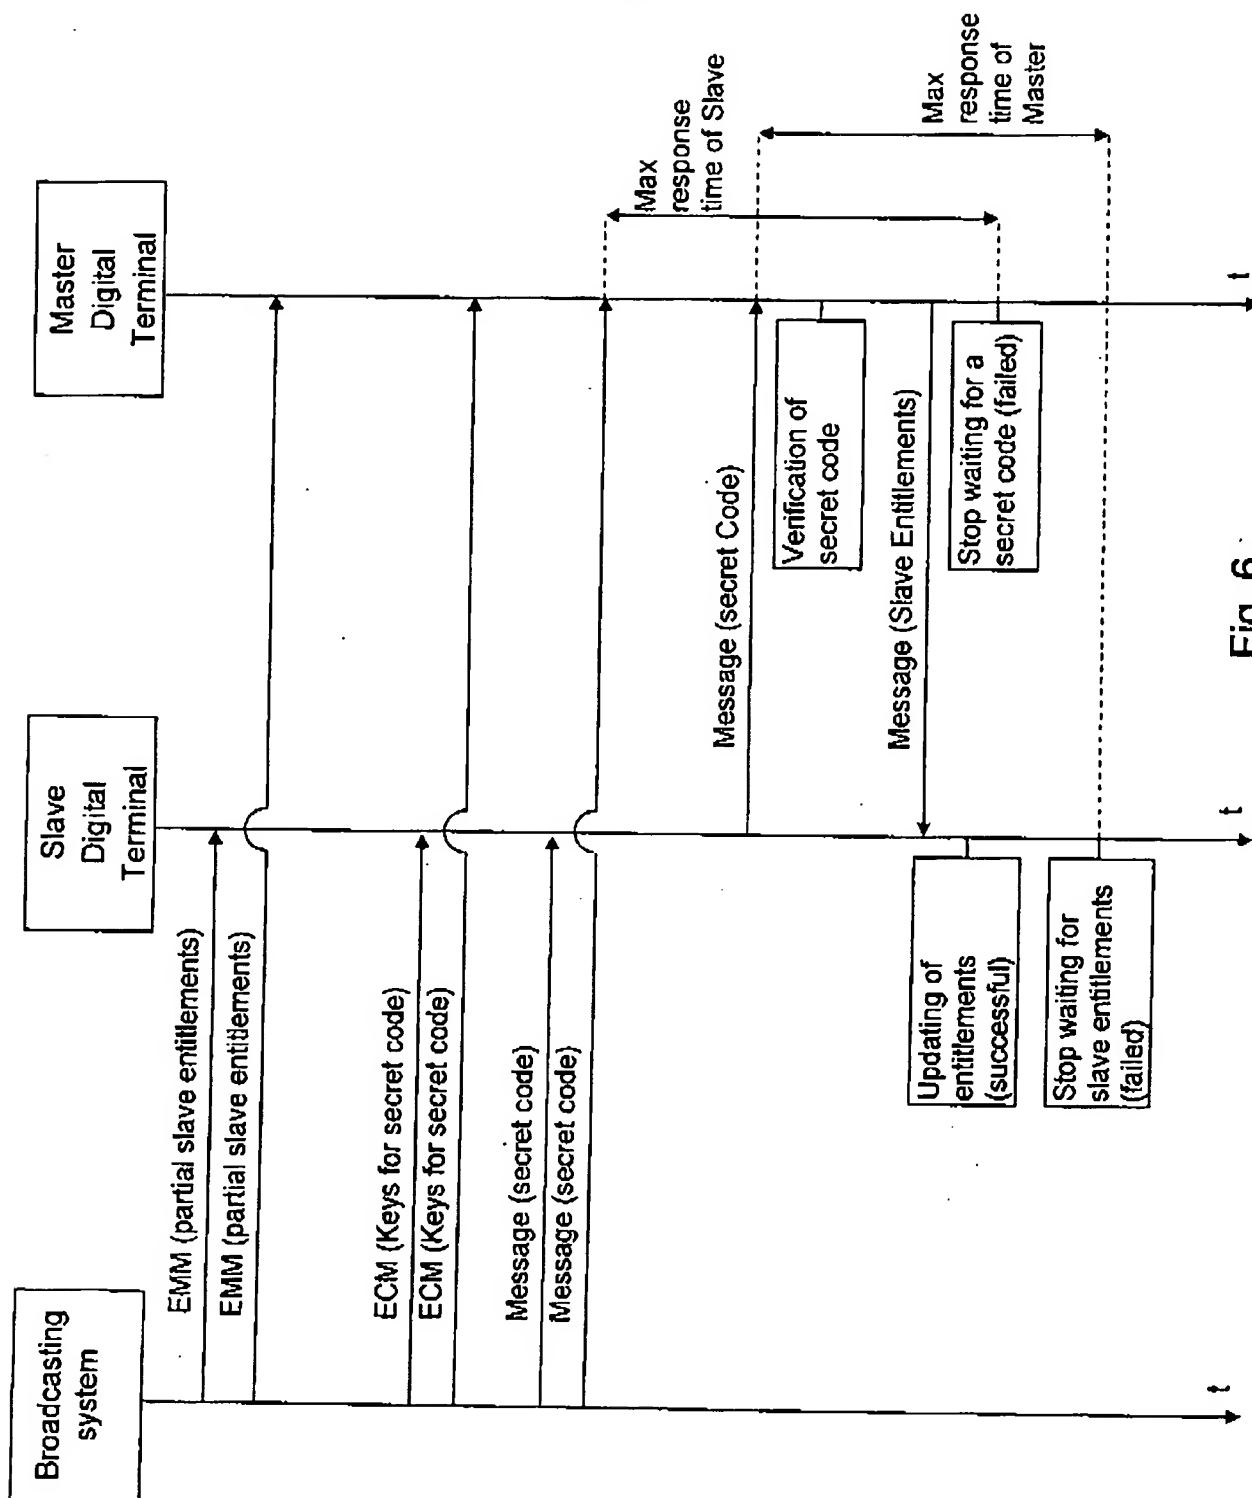 Broadcasting
system
Slave
Digital
Terminal
Master
Digital
Terminal
EMM (partial slave entitlements)
EMM (partial slave entitlements)
ECM (Keys for secret code)
ECM (Keys for secret code)
Message (secret code)
Message (secret code)
Max
response
time of Slave
Message (secret Code)
Max
response
time of
Master
Verification of
secret code
Message (Slave Entitlements)
Updating of
entitlements
(successful)
Stop waiting for a
secret code (failed)
Stop waiting for
slave entitlements
(failed)
t
t
t
Fig. 6